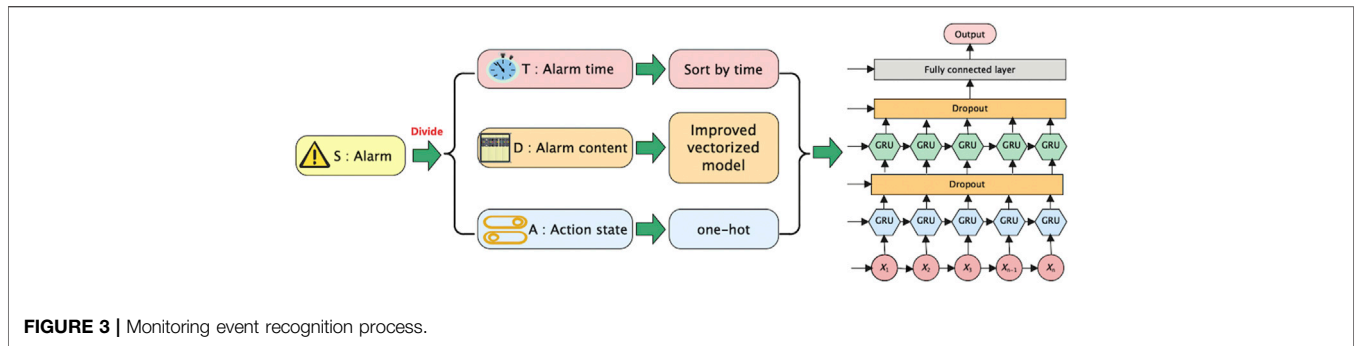 S : Alarm
Divide
T : Alarm time
Sort by time
D : Alarm content
Improved
vectorized
model
A : Action state
one-hot
Output
Fully connected layer
Dropout
GRU GRU GRU GRU GRU
Dropout
GRU GRU GRU GRU GRU
X1 X2 X3 Xn-1 Xn
FIGURE 3 | Monitoring event recognition process.